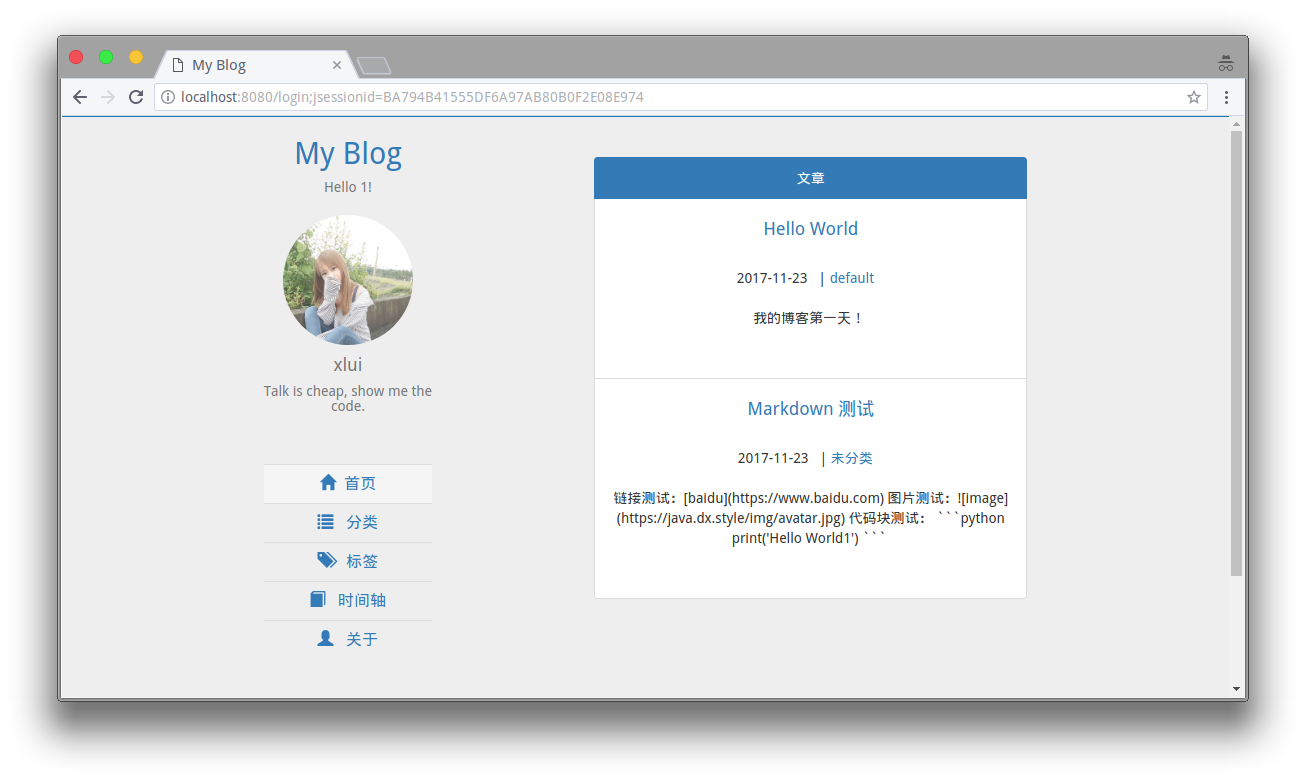 My Blog
localhost:8080/login;jsessionid=BA794B41555DF6A97AB80B0F2E08E974
My Blog
Hello 1!
xlui
Talk is cheap, show me the
code.
首页
分类
标签
时间轴
关于
文章
Hello World
2017-11-23 | default
我的博客第一天！
Markdown 测试
2017-11-23 | 未分类
链接测试：[baidu](https://www.baidu.com) 图片测试：![image]
(https://java.dx.style/img/avatar.jpg) 代码块测试： ```python
print('Hello World1') ```